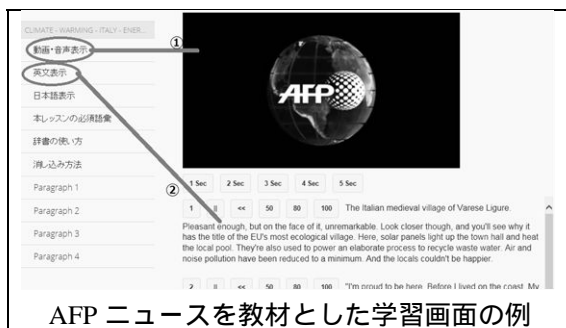 CLIMATE - WARMING - ITALY - ENER...
動画・音声表示
英文表示
日本語表示
本レッスンの必須語彙
辞書の使い方
消し込み方法
Paragraph 1
Paragraph 2
Paragraph 3
Paragraph 4
①
②
AFP
1 Sec 2 Sec 3 Sec 4 Sec 5 Sec
1 || << 50 80 100 The Italian medieval village of Varese Ligure.
Pleasant enough, but on the face of it, unremarkable. Look closer though, and you'll see why it
has the title of the EU's most ecological village. Here, solar panels light up the town hall and heat
the local pool. They're also used to power an elaborate process to recycle waste water. Air and
noise pollution have been reduced to a minimum. And the locals couldn't be happier.
2 || << 50 80 100 "I'm proud to be here. Before I lived on the coast. My
AFP ニュースを教材とした学習画面の例